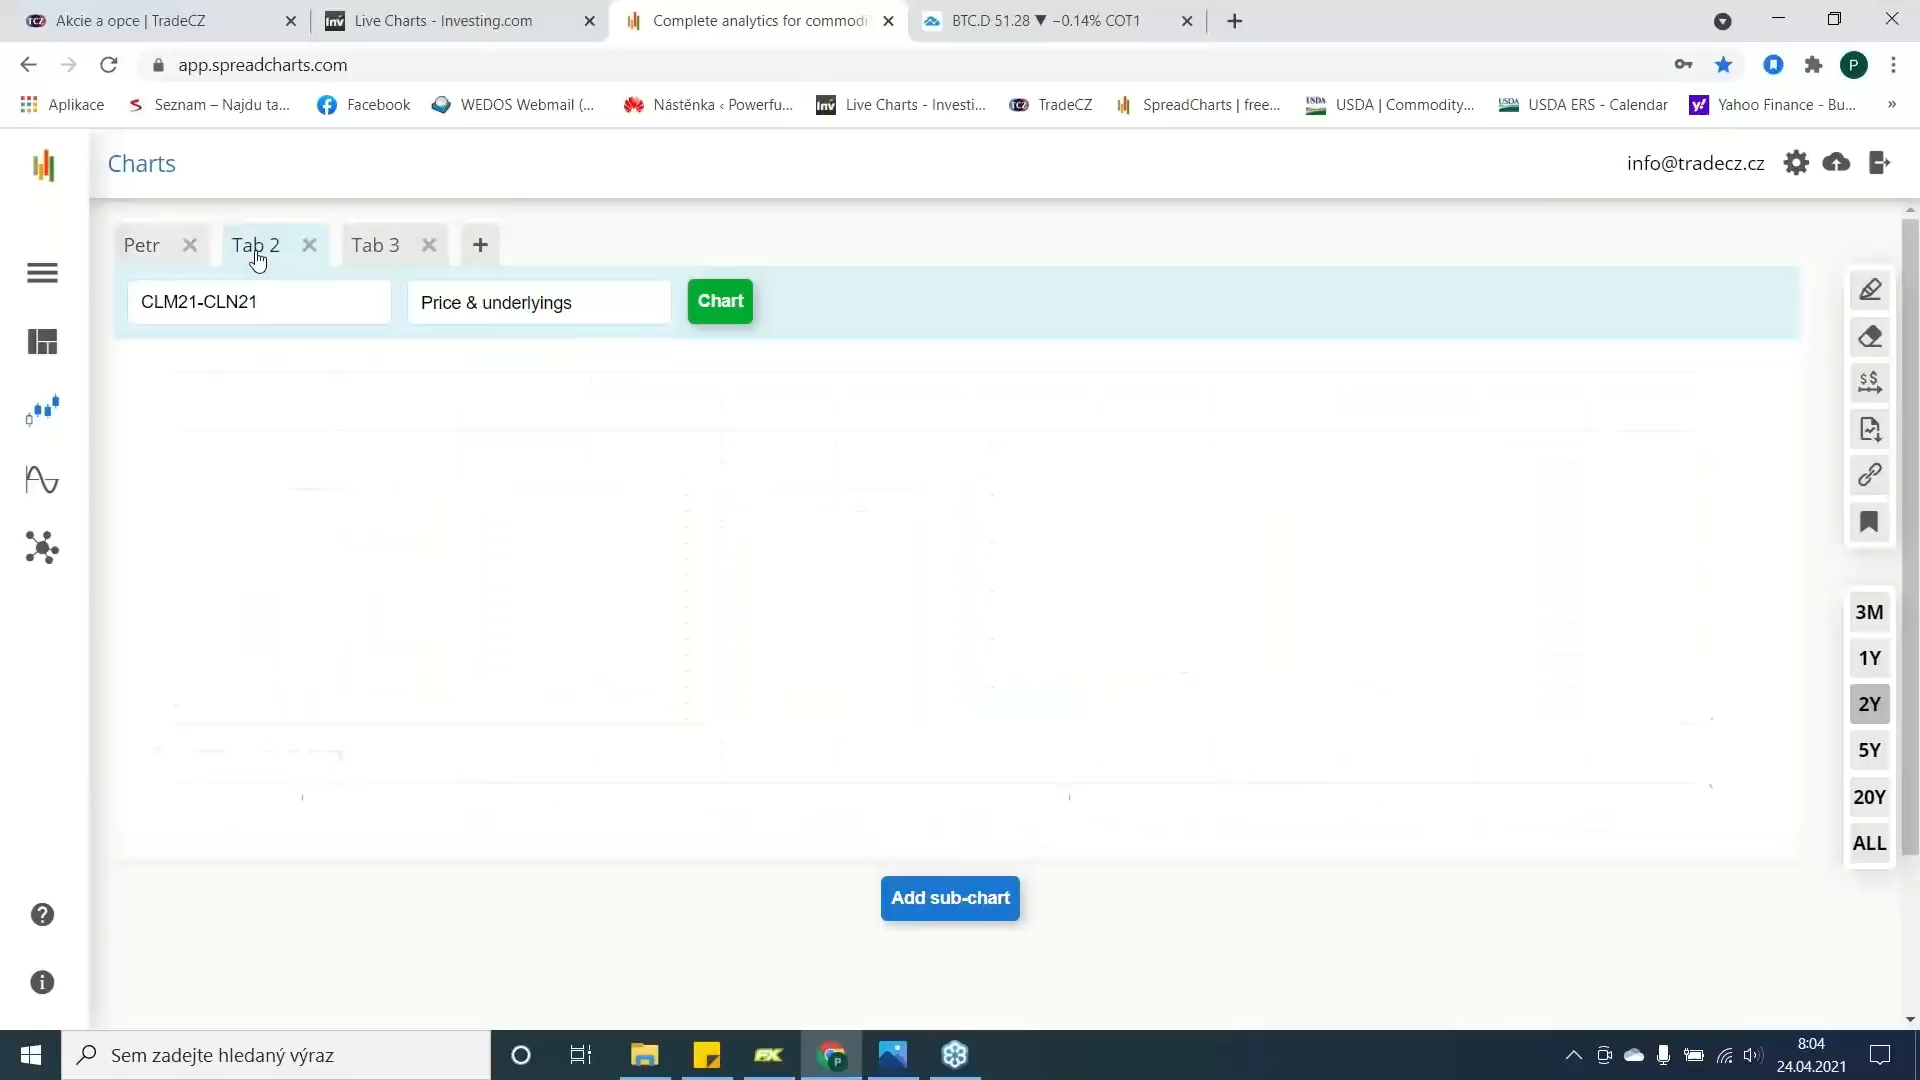 Akcie a opce | TradeCZ
Live Charts - Investing.com
Complete analytics for commodi
BTC.D 51.28 ▼ −0.14% COT1
app.spreadcharts.com
P
Aplikace
Seznam – Najdu ta...
Facebook
WEDOS Webmail (...
Nástěnka ‹ Powerfu...
Live Charts - Investi...
TradeCZ
SpreadCharts | free...
USDA | Commodity...
USDA ERS - Calendar
Yahoo Finance - Bu...
»
Charts
info@tradecz.cz
Petr
Tab 2
Tab 3
CLM21-CLN21
Price & underlyings
Chart
3M
1Y
2Y
5Y
20Y
ALL
Add sub-chart
Sem zadejte hledaný výraz
FX
8:04
24.04.2021